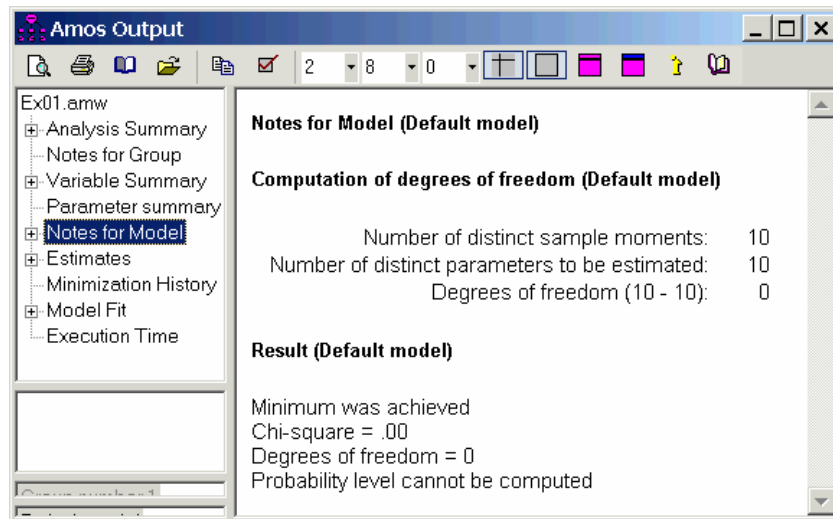 Amos Output
2 8 0
Ex01.amw
Analysis Summary
Notes for Group
Variable Summary
Parameter summary
Notes for Model
Estimates
Minimization History
Model Fit
Execution Time
Notes for Model (Default model)
Computation of degrees of freedom (Default model)
Number of distinct sample moments: 10
Number of distinct parameters to be estimated: 10
Degrees of freedom (10 - 10): 0
Result (Default model)
Minimum was achieved
Chi-square = .00
Degrees of freedom = 0
Probability level cannot be computed